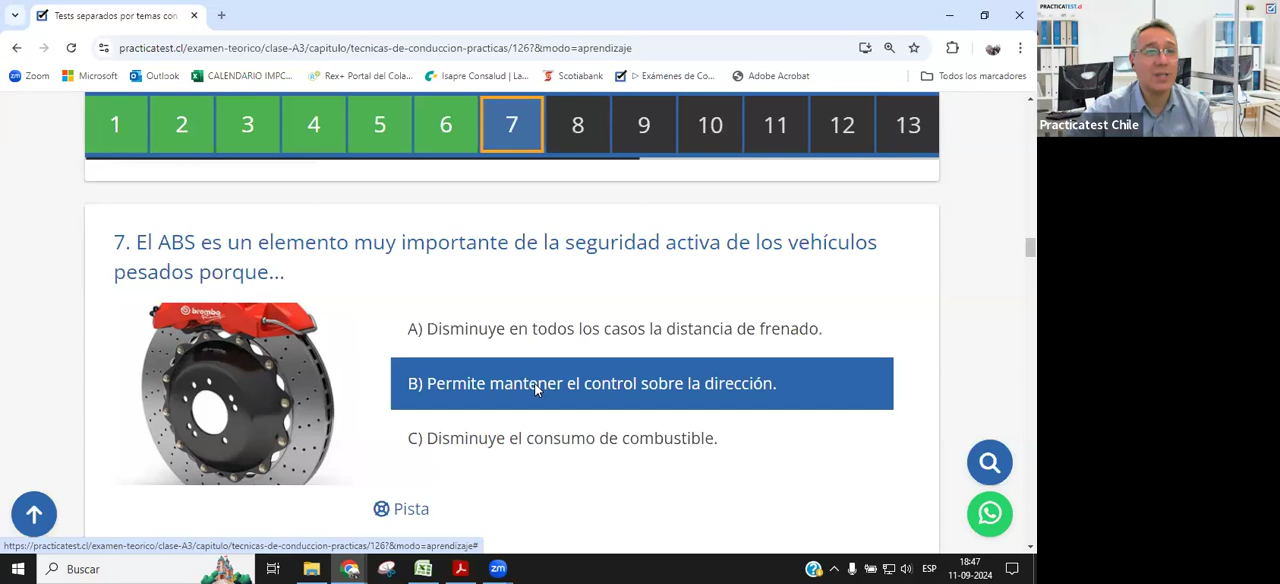 Tests separados por temas con
practicatest.cl/examen-teorico/clase-A3/capitulo/tecnicas-de-conduccion-practicas/126?&modo=aprendizaje
Zoom
Microsoft
Outlook
CALENDARIO IMPC...
Rex+ Portal del Cola...
Isapre Consalud | La...
Scotiabank
▷ Exámenes de Co...
Adobe Acrobat
Todos los marcadores
PRACTICATEST.cl
Practicatest Chile
1 2 3 4 5 6 7 8 9 10 11 12 13
7. El ABS es un elemento muy importante de la seguridad activa de los vehículos
pesados porque...
brembo
A) Disminuye en todos los casos la distancia de frenado.
B) Permite mantener el control sobre la dirección.
C) Disminuye el consumo de combustible.
Pista
https://practicatest.cl/examen-teorico/clase-A3/capitulo/tecnicas-de-conduccion-practicas/126?&modo=aprendizaje#
Buscar
zm
ESP
18:47
11-09-2024